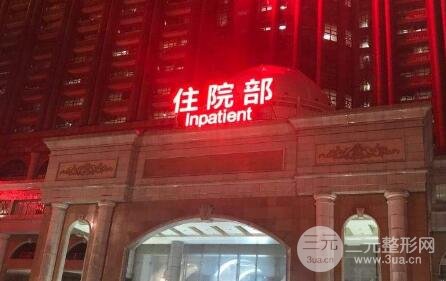 住院部
Inpatient
三元
3ua.cn
三元整形网
www.3ua.cn